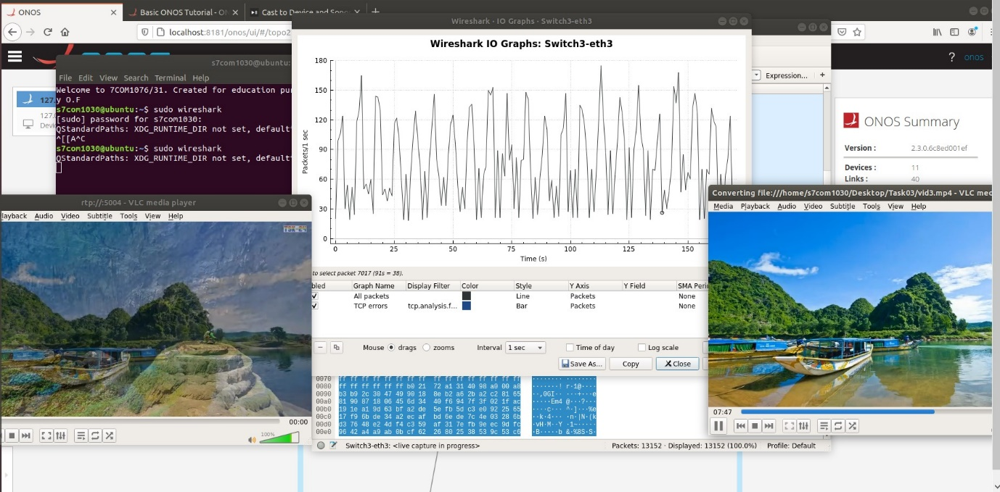 ONOS
Basic ONOS Tutorial - O
Cast to Device and Son
localhost:8181/onos/ui/#/topo2
? onos
127.
127.
Devic
s7com1030@ubuntu:
File Edit View Search Terminal Help
Welcome to 7COM1076/31. Created for education pur
y O.F
s7com1030@ubuntu:~$ sudo wireshark
[sudo] password for s7com1030:
QStandardPaths: XDG_RUNTIME_DIR not set, default
^[[A^C
s7com1030@ubuntu:~$ sudo wireshark
QStandardPaths: XDG_RUNTIME_DIR not set, default
Wireshark · IO Graphs · Switch3-eth3
Wireshark IO Graphs: Switch3-eth3
Packets/1 sec
180
150
120
90
60
30
0
0 25 50 75 100 125 150
Time (s)
to select packet 7017 (91s = 38).
bled Graph Name Display Filter Color Style Y Axis Y Field SMA Perio
All packets Line Packets None
TCP errors tcp.analysis.f... Bar Packets None
Mouse drags zooms Interval 1 sec Time of day Log scale
Save As... Copy Close
Expression... +
ONOS Summary
Version : 2.3.0.6c8ed001ef
Devices : 11
Links : 40
rtp://:5004 - VLC media player
layback Audio Video Subtitle Tools View Help
00:00
100%
Converting file:///home/s7com1030/Desktop/Task03/vid3.mp4 - VLC med
Media Playback Audio Video Subtitle Tools View Help
07:47
0070 ff ff ff ff ff ff ff ff ff ff ff ff ff ff ff ff
0080 ff ff ff ff ff ff b0 21 72 a1 31 40 98 a0 00 a8
0090 b3 b9 2c 30 47 49 90 18 8e b2 a6 2b a2 c2 81 65
00a0 81 90 87 18 06 45 6d 34 40 f6 94 7f 3f 02 1f ac
00b0 19 1e a1 9d 63 bf a2 de 5e fb 5d c3 e0 92 25 65
00c0 17 f9 6b de 34 a2 ec af bd 6e de 7c 4e 03 28 6b
00d0 d3 76 48 e2 4d f4 c3 59 af 31 7e fb 9e ec 9d fc
00e0 96 42 a4 a9 ab 0b cf 62 26 80 25 38 53 9c 53 c6
Switch3-eth3: <live capture in progress>
Packets: 13152 · Displayed: 13152 (100.0%)
Profile: Default